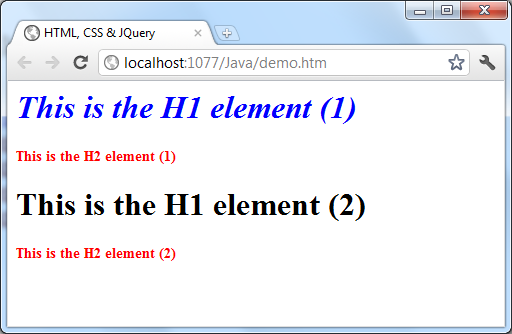 HTML, CSS & JQuery
localhost:1077/Java/demo.htm
This is the H1 element (1)
This is the H2 element (1)
This is the H1 element (2)
This is the H2 element (2)